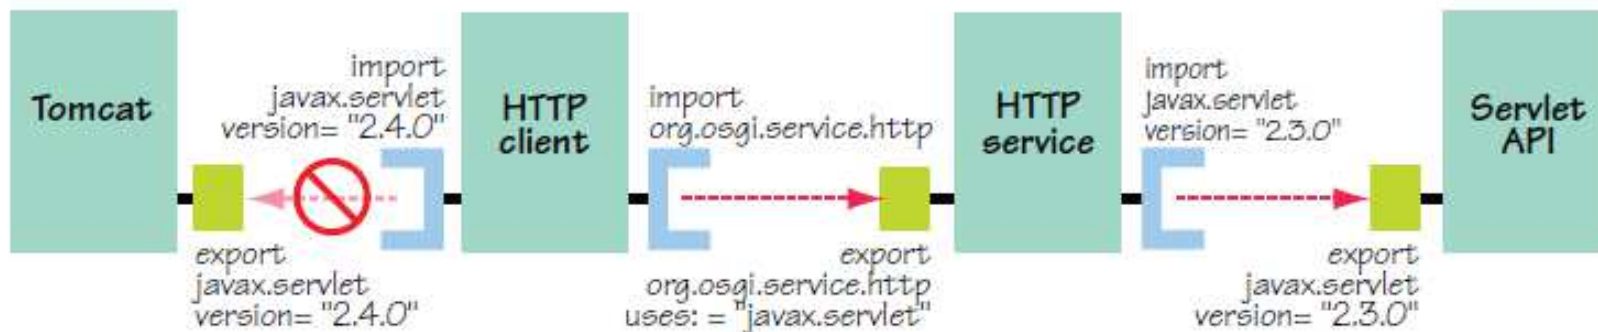 Tomcat
import
javax.servlet
version= "2.4.0"
export
javax.servlet
version= "2.4.0"
HTTP
client
import
org.osgi.service.http
export
org.osgi.service.http
uses: = "javax.servlet"
HTTP
service
import
javax.servlet
version= "2.3.0"
export
javax.servlet
version= "2.3.0"
Servlet
API